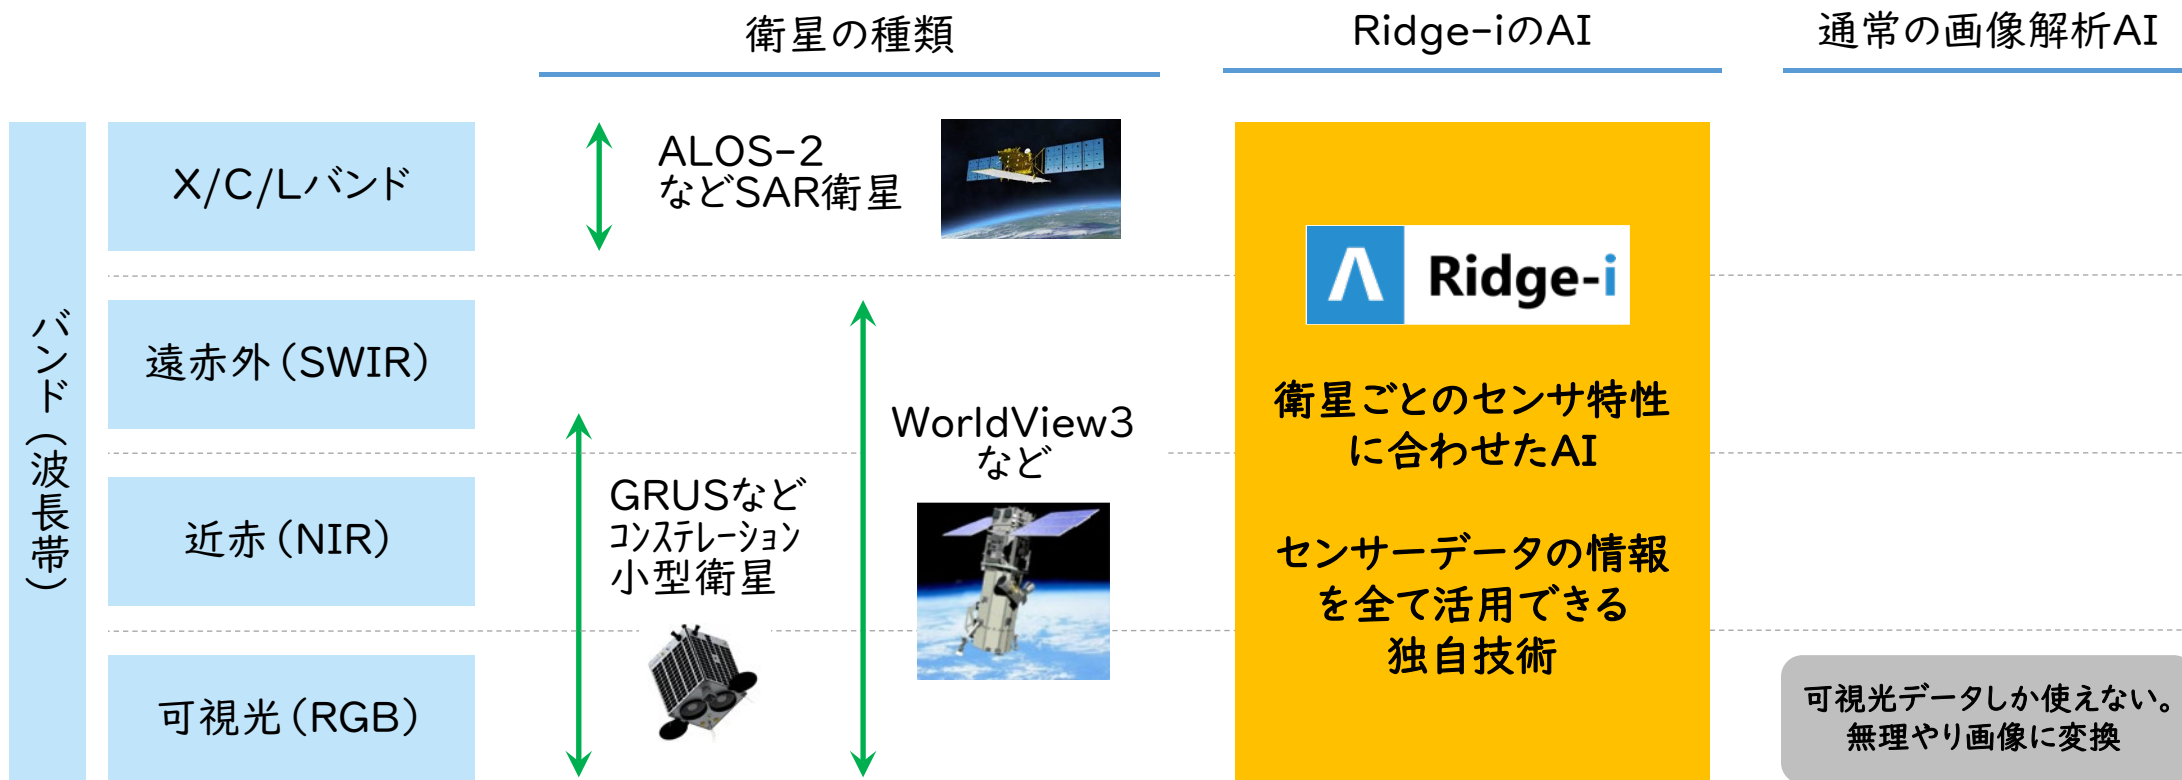 衛星の種類
Ridge-iのAI
通常の画像解析AI
バンド(波長帯)
X/C/Lバンド
ALOS-2
などSAR衛星
遠赤外(SWIR)
近赤(NIR)
可視光(RGB)
GRUSなど
コンステレーション
小型衛星
WorldView3
など
Ridge-i
衛星ごとのセンサ特性
に合わせたAI
センサーデータの情報
を全て活用できる
独自技術
可視光データしか使えない。
無理やり画像に変換